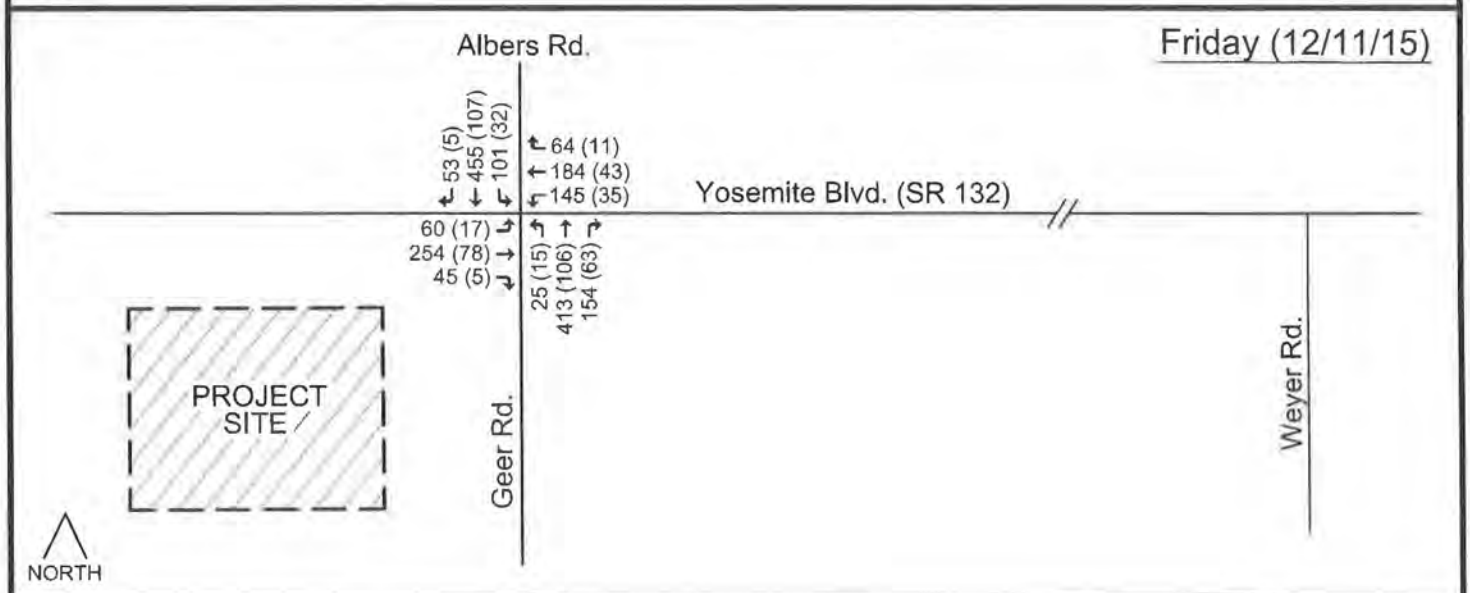 Albers Rd.
Friday (12/11/15)
53 (5)
455 (107)
101 (32)
64 (11)
184 (43)
145 (35)
Yosemite Blvd. (SR 132)
60 (17)
254 (78)
45 (5)
25 (15)
413 (106)
154 (63)
PROJECT
SITE
Geer Rd.
Weyer Rd.
NORTH